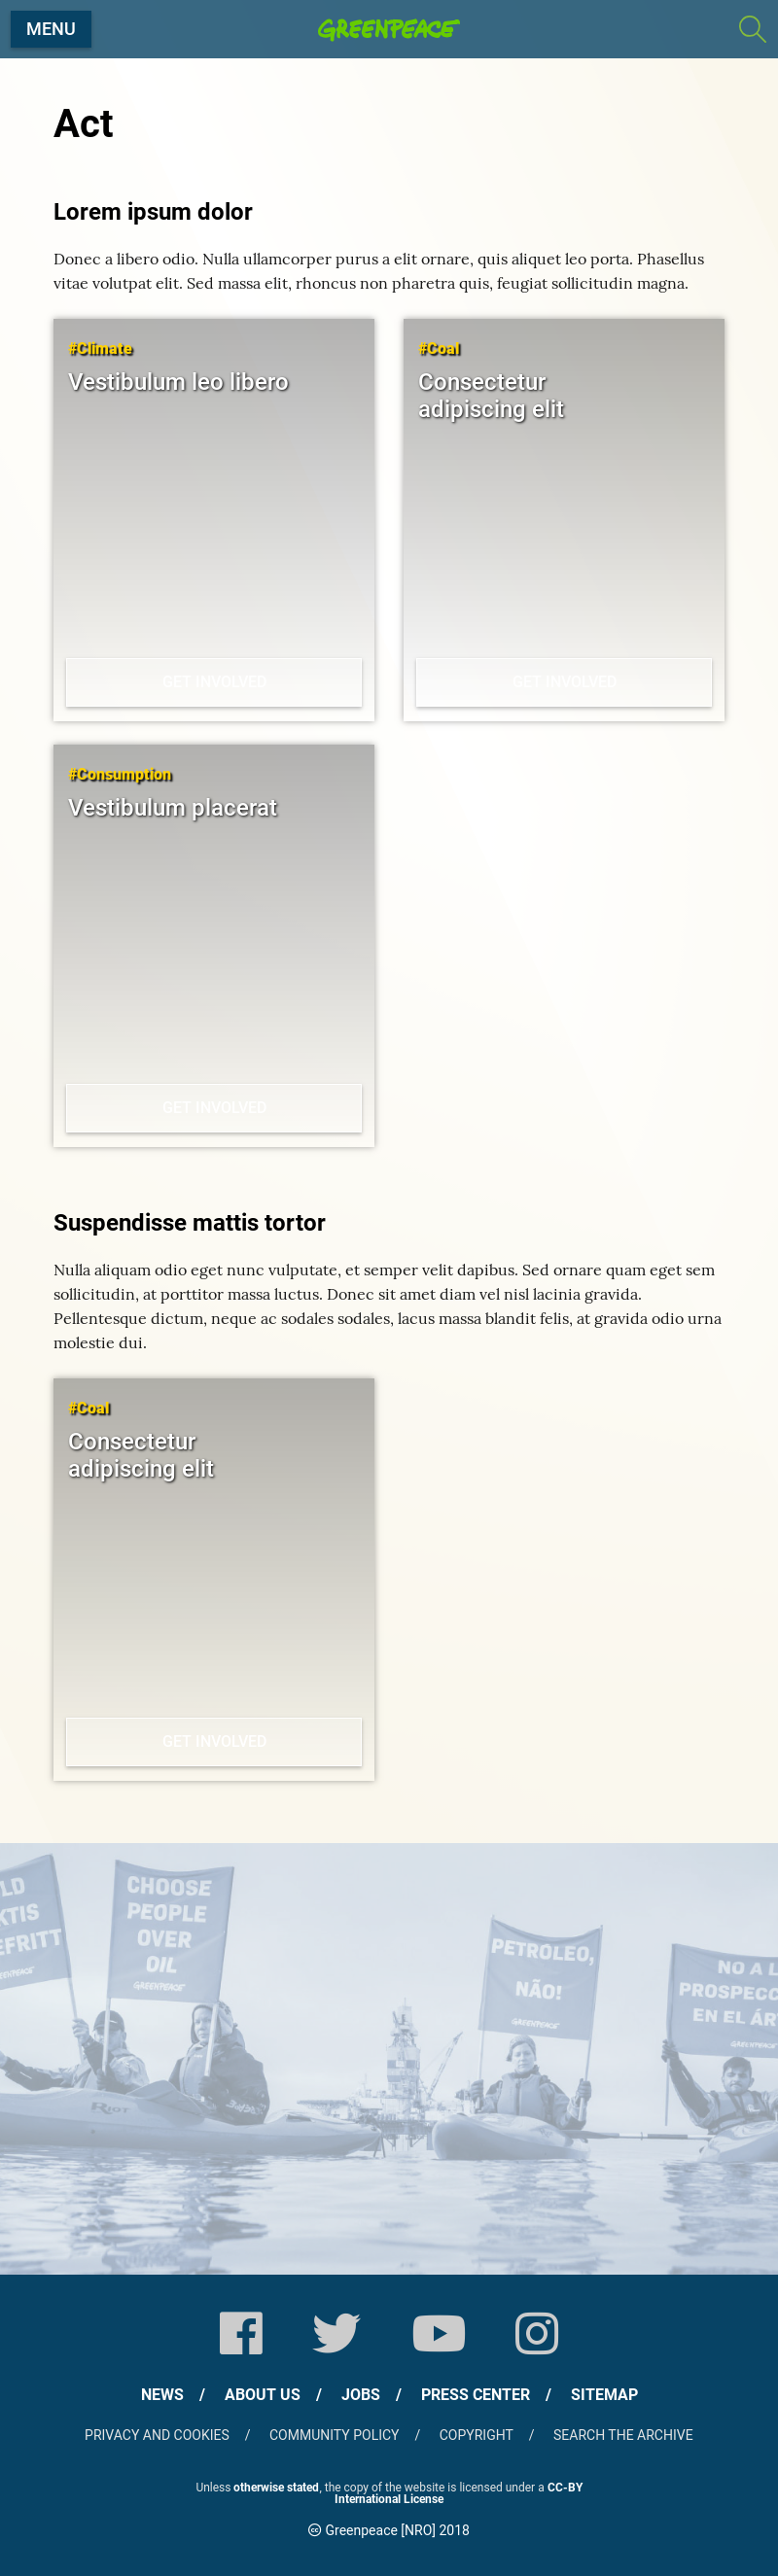 MENU
GREENPEACE
Act
Lorem ipsum dolor
Donec a libero odio. Nulla ullamcorper purus a elit ornare, quis aliquet leo porta. Phasellus
vitae volutpat elit. Sed massa elit, rhoncus non pharetra quis, feugiat sollicitudin magna.
#Climate
Vestibulum leo libero
GET INVOLVED
#Coal
Consectetur
adipiscing elit
GET INVOLVED
#Consumption
Vestibulum placerat
GET INVOLVED
Suspendisse mattis tortor
Nulla aliquam odio eget nunc vulputate, et semper velit dapibus. Sed ornare quam eget sem
sollicitudin, at porttitor massa luctus. Donec sit amet diam vel nisl lacinia gravida.
Pellentesque dictum, neque ac sodales sodales, lacus massa blandit felis, at gravida odio urna
molestie dui.
#Coal
Consectetur
adipiscing elit
GET INVOLVED
CHOOSE
PEOPLE
OVER
OIL
GREENPEACE
PETROLEO,
NÃO!
GREENPEACE
NO A L
PROSPECC
EN EL ÁR
GREENPEACE
RIOT
NEWS / ABOUT US / JOBS / PRESS CENTER / SITEMAP
PRIVACY AND COOKIES / COMMUNITY POLICY / COPYRIGHT / SEARCH THE ARCHIVE
Unless otherwise stated, the copy of the website is licensed under a CC-BY
International License
Greenpeace [NRO] 2018